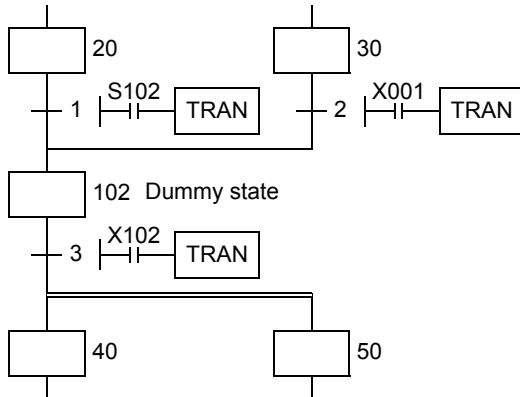 20
30
1 S102 TRAN
2 X001 TRAN
102 Dummy state
3 X102 TRAN
40
50